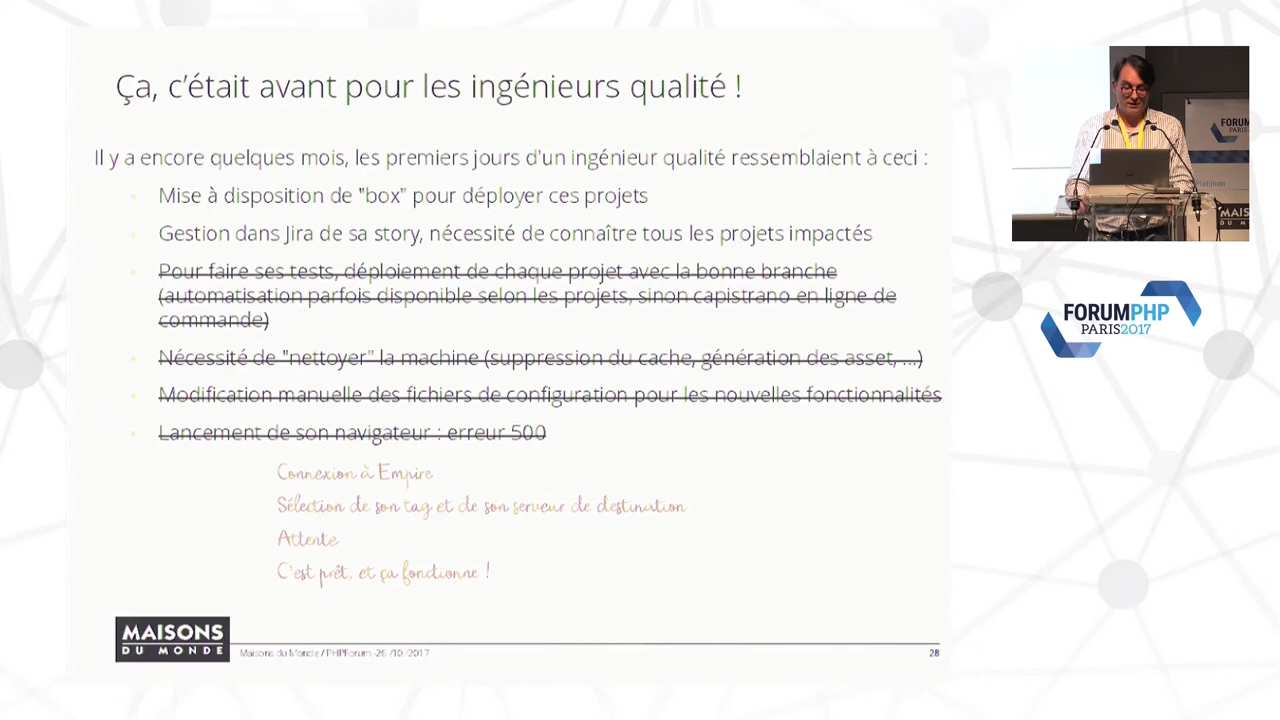 Ça, c'était avant pour les ingénieurs qualité !
Il y a encore quelques mois, les premiers jours d'un ingénieur qualité ressemblaient à ceci :
Mise à disposition de "box" pour déployer ces projets
Gestion dans Jira de sa story, nécessité de connaître tous les projets impactés
Pour faire ses tests, déploiement de chaque projet avec la bonne branche
(automatisation parfois disponible selon les projets, sinon capistrano en ligne de
commande)
Nécessité de "nettoyer" la machine (suppression du cache, génération des asset, ...)
Modification manuelle des fichiers de configuration pour les nouvelles fonctionnalités
Lancement de son navigateur : erreur 500
Connexion à Empire
Sélection de son tag et de son serveur de destination
Attente
C'est prêt, et ça fonctionne !
MAISONS
DU MONDE
Maisons du Monde / PHPForum -26 /10 /2017
28
FORUM
PARIS
Platinum
MAIS
DU M
FORUMPHP
PARIS2017